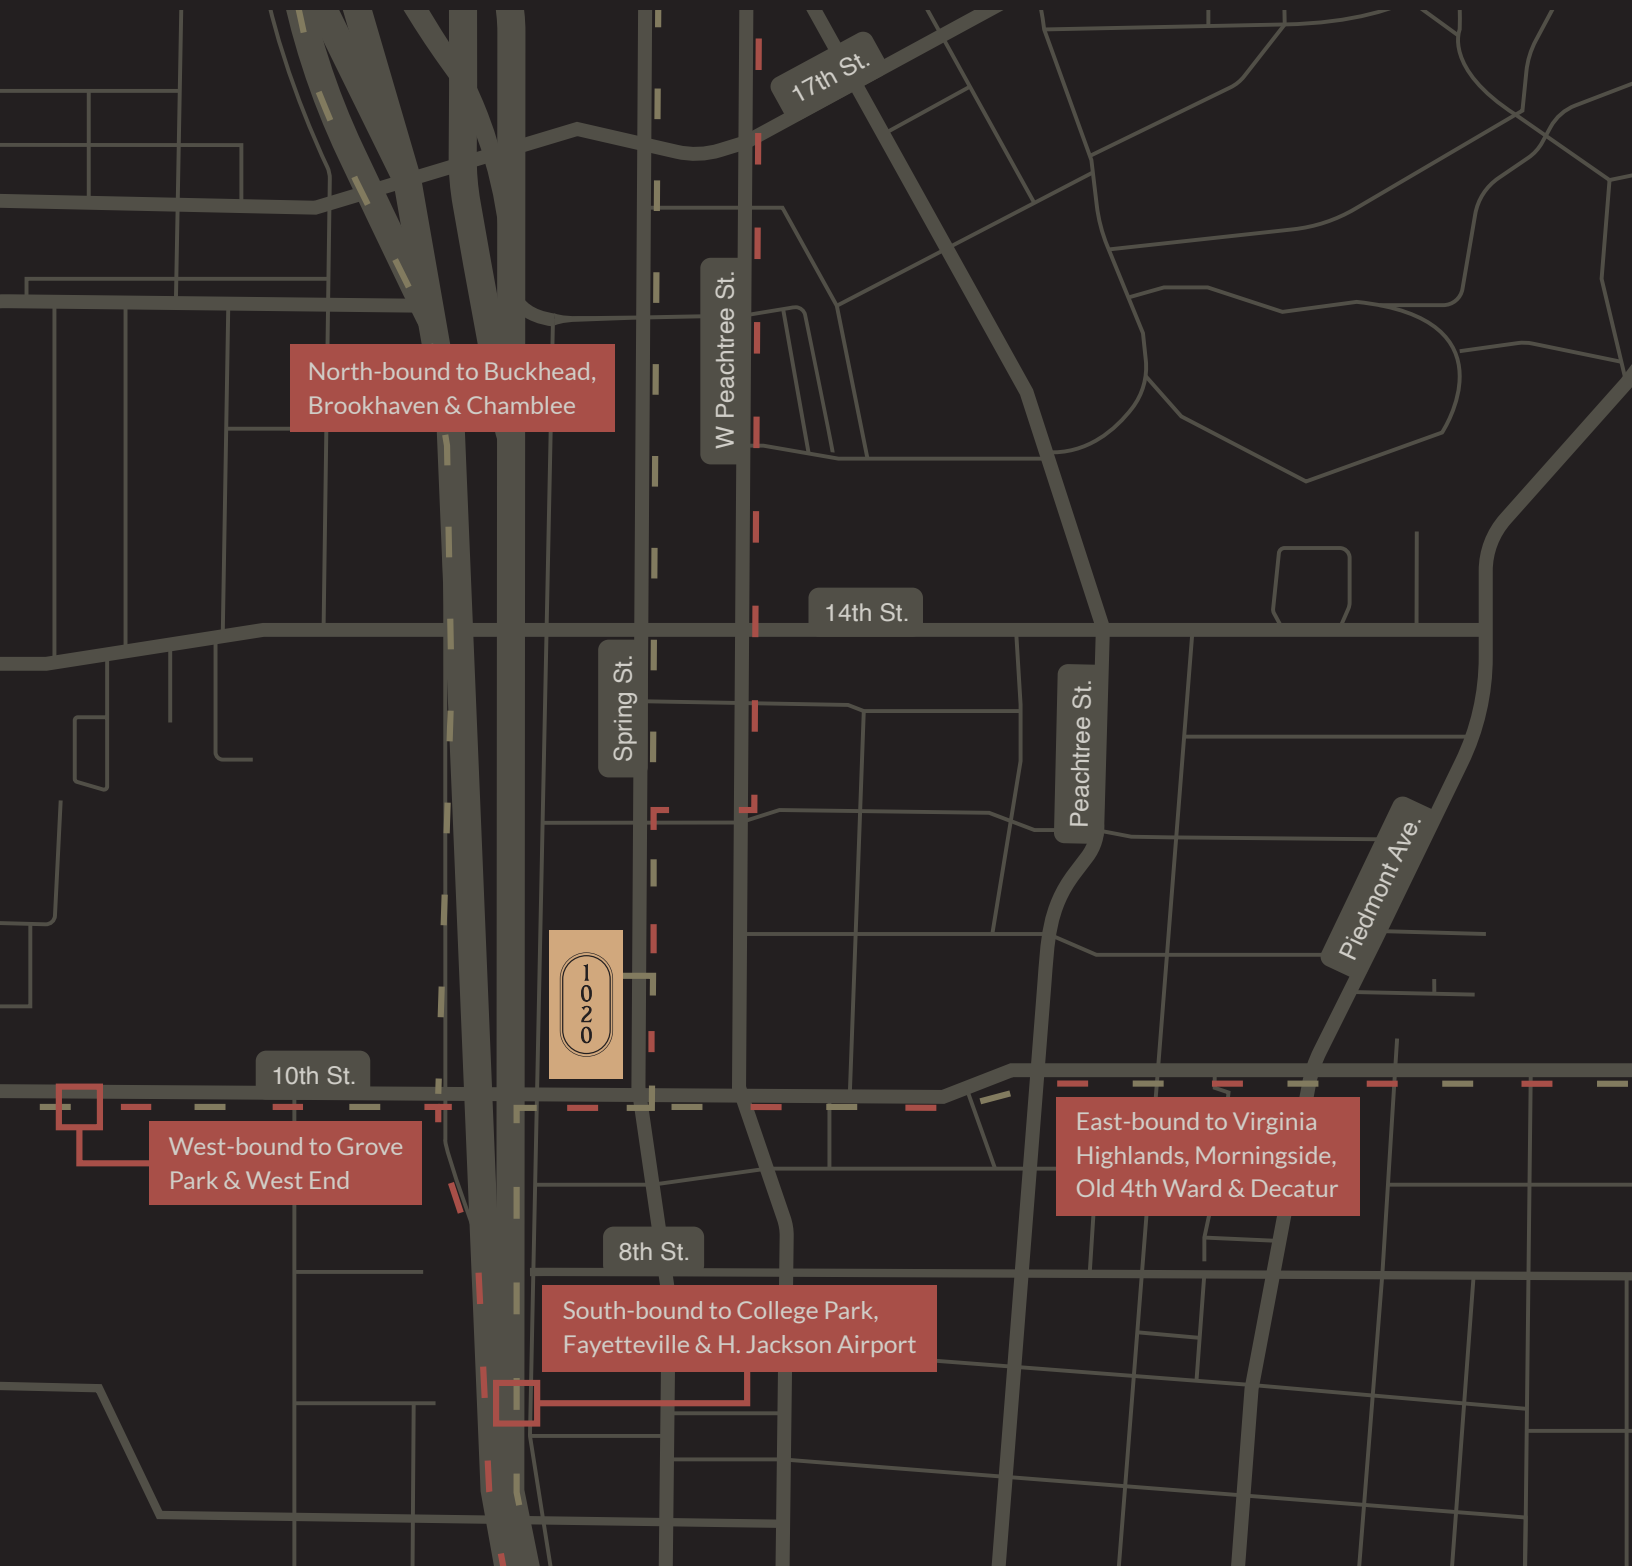 17th St.
W Peachtree St.
North-bound to Buckhead,
Brookhaven & Chamblee
14th St.
Spring St.
Peachtree St.
Piedmont Ave.
1
0
2
0
10th St.
West-bound to Grove
Park & West End
East-bound to Virginia
Highlands, Morningside,
Old 4th Ward & Decatur
8th St.
South-bound to College Park,
Fayetteville & H. Jackson Airport